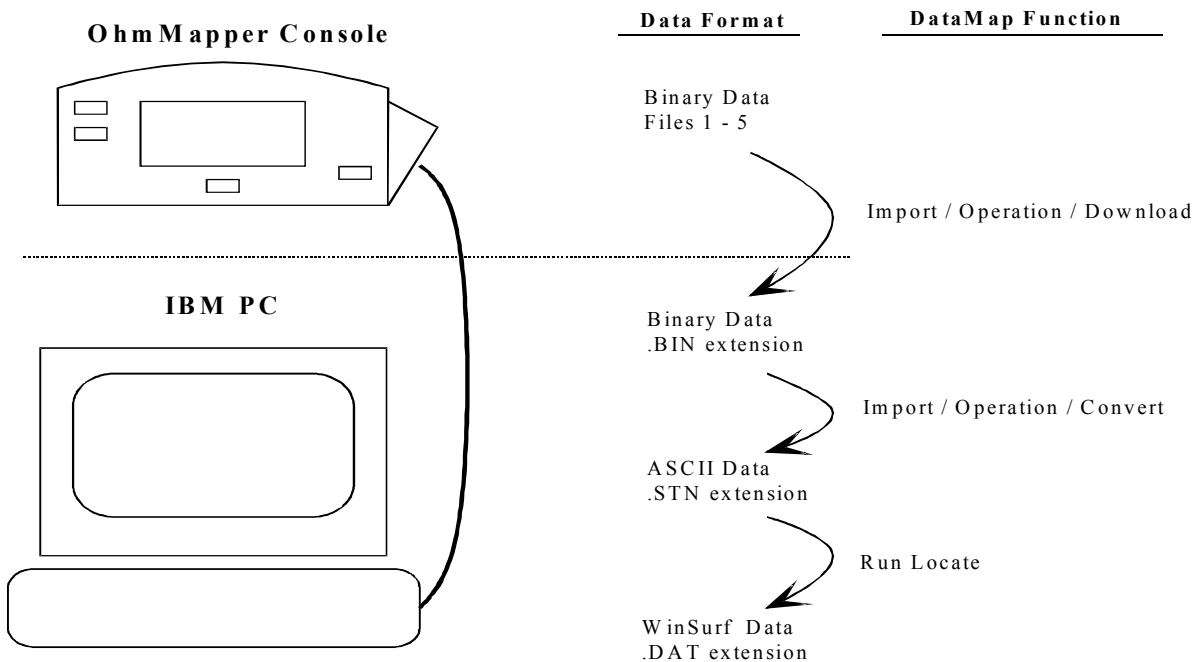 OhmMapper Console
Data Format
DataMap Function
Binary Data
Files 1 - 5
Import / Operation / Download
IBM PC
Binary Data
.BIN extension
Import / Operation / Convert
ASCII Data
.STN extension
Run Locate
WinSurf Data
.DAT extension